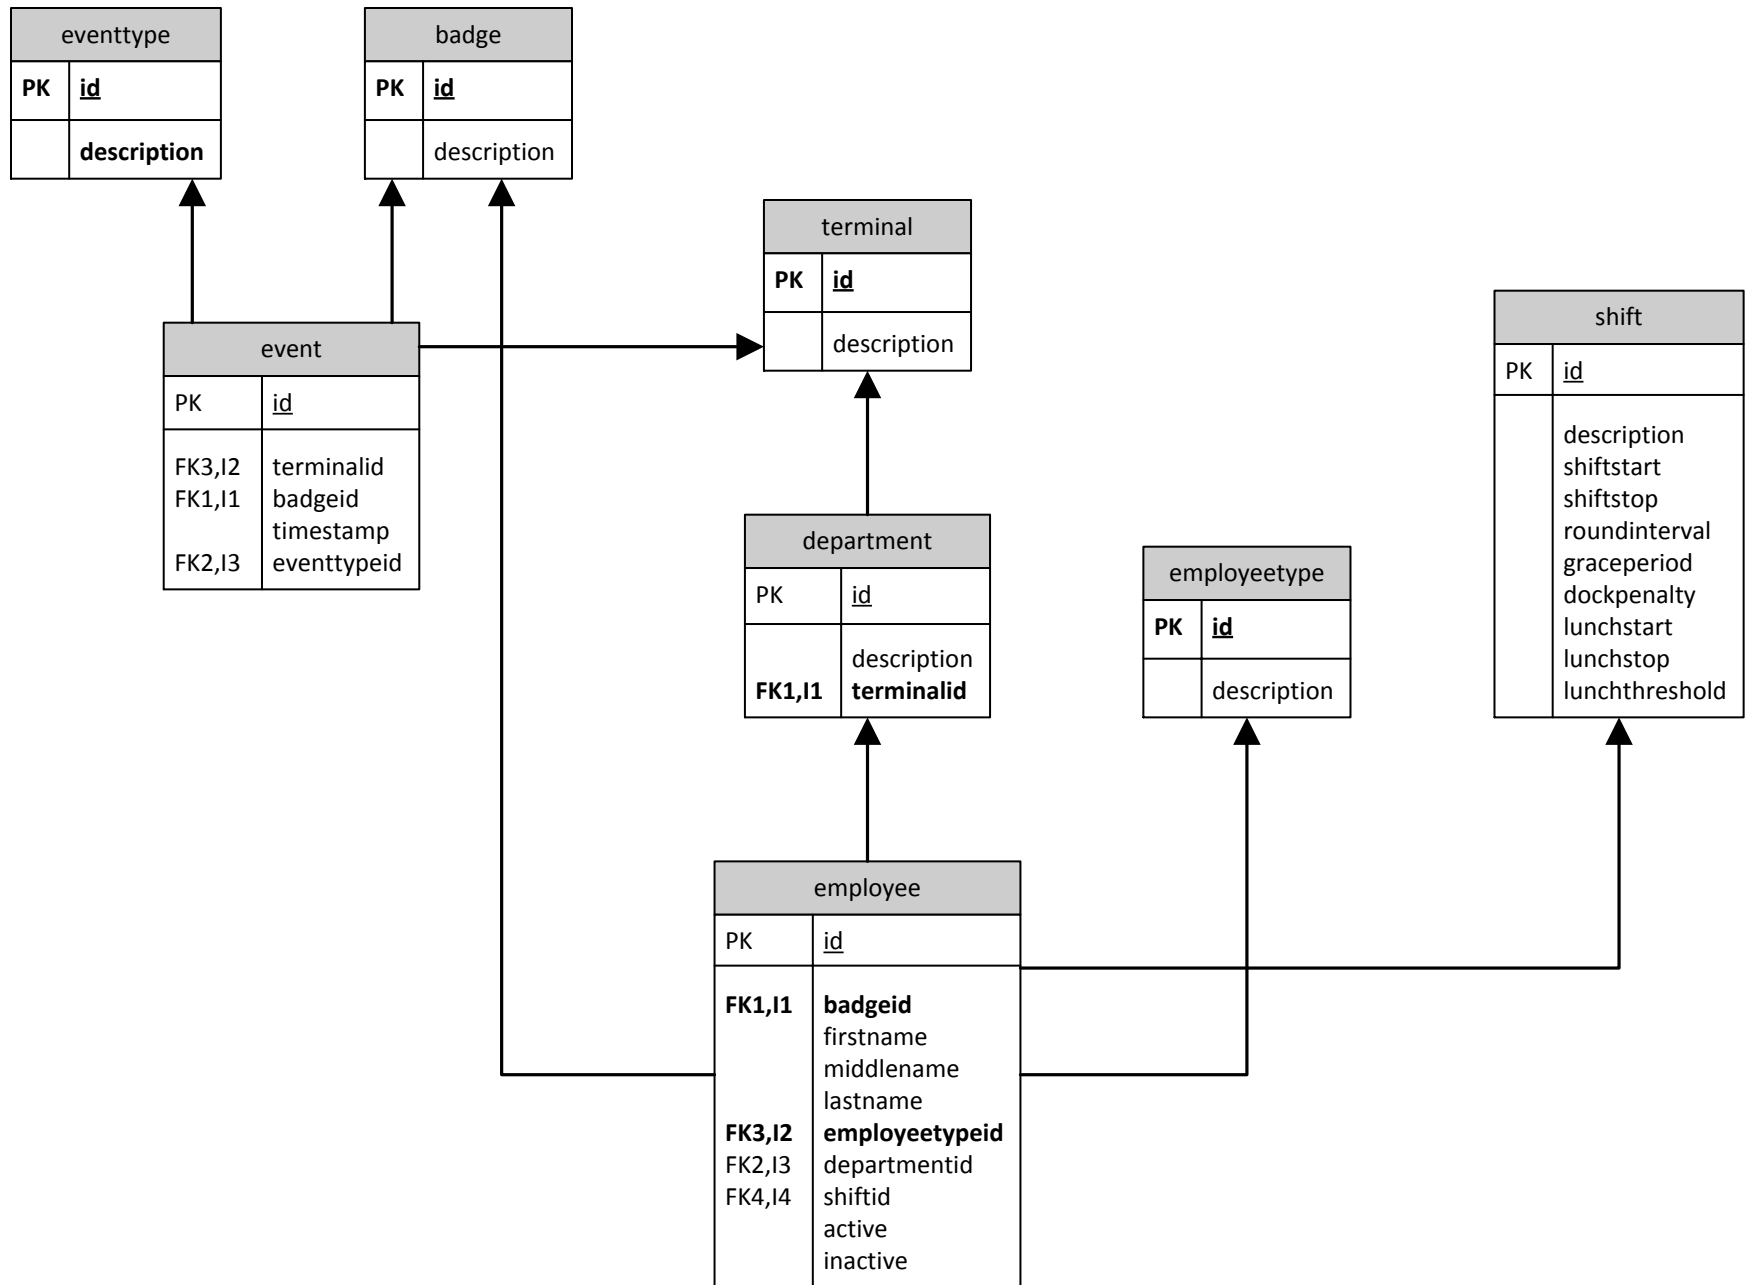 eventtype
PK id
description
badge
PK id
description
terminal
PK id
description
event
PK id
FK3,I2 terminalid
FK1,I1 badgeid
timestamp
FK2,I3 eventtypeid
shift
PK id
description
shiftstart
shiftstop
roundinterval
graceperiod
dockpenalty
lunchstart
lunchstop
lunchthreshold
department
PK id
description
FK1,I1 terminalid
employeetype
PK id
description
employee
PK id
FK1,I1 badgeid
firstname
middlename
lastname
FK3,I2 employeetypeid
FK2,I3 departmentid
FK4,I4 shiftid
active
inactive